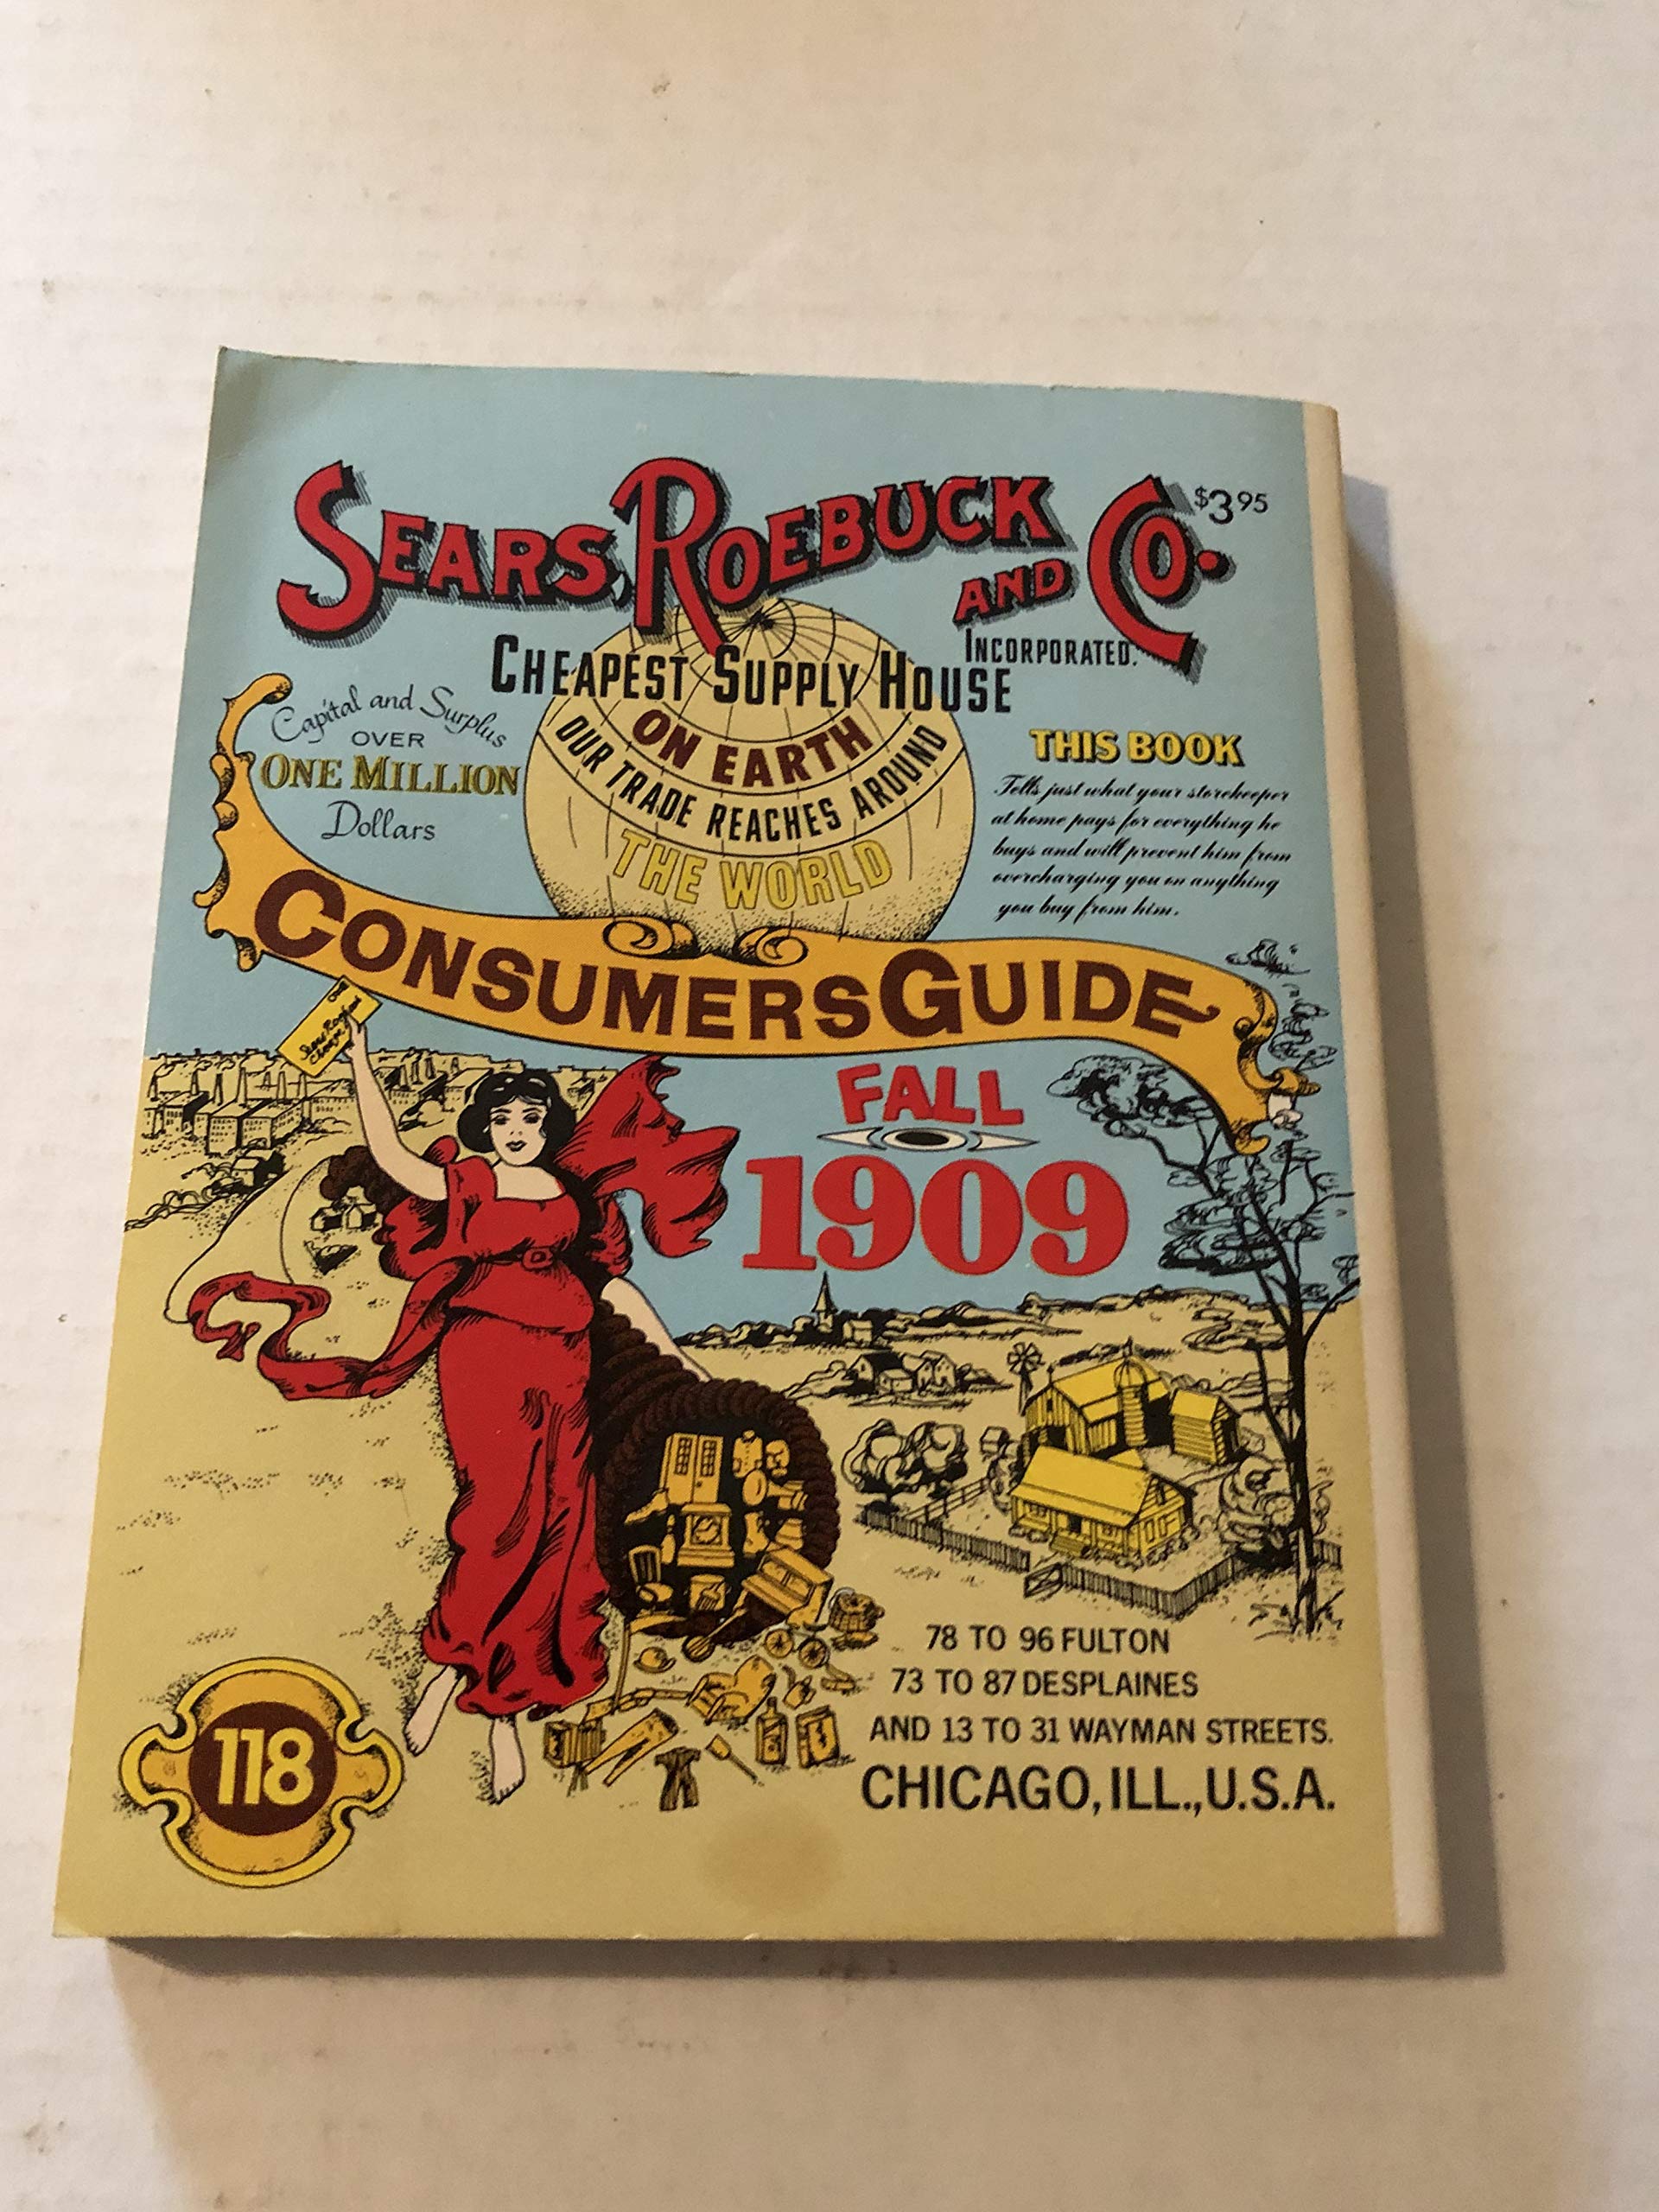 SEARS, ROEBUCK AND CO.
$3.95
INCORPORATED.
CHEAPEST SUPPLY HOUSE
ON EARTH
OUR TRADE REACHES AROUND
THE WORLD
Capital and Surplus
OVER
ONE MILLION
Dollars
THIS BOOK
Tells just what your storekeeper
at home pays for everything he
buys and will prevent him from
overcharging you on anything
you buy from him.
CONSUMERS GUIDE
FALL
1909
118
78 TO 96 FULTON
73 TO 87 DESPLAINES
AND 13 TO 31 WAYMAN STREETS.
CHICAGO, ILL., U.S.A.